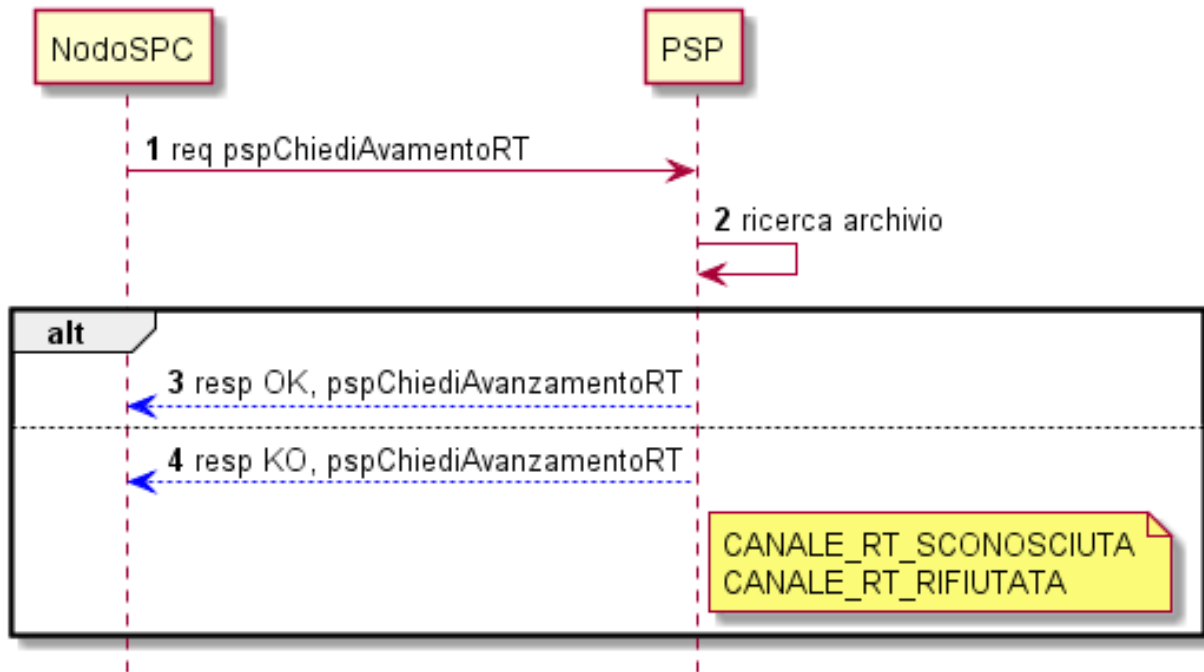 NodoSPC
PSP
1 req pspChiediAvamentoRT
2 ricerca archivio
alt
3 resp OK, pspChiediAvanzamentoRT
4 resp KO, pspChiediAvanzamentoRT
CANALE_RT_SCONOSCIUTA
CANALE_RT_RIFIUTATA